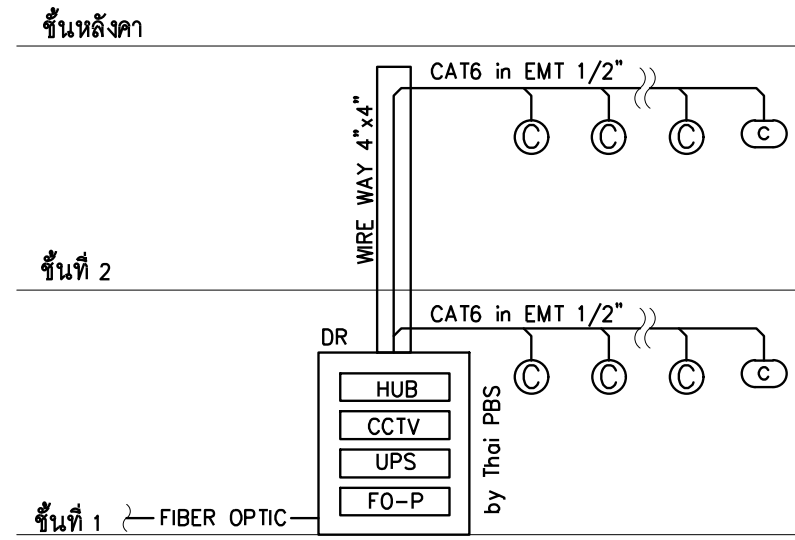 ชั้นหลังคา
CAT6 in EMT 1/2"
C C C C
WIRE WAY 4"x4"
ชั้นที่ 2
CAT6 in EMT 1/2"
DR
C C C C
HUB
CCTV
UPS
FO-P
by Thai PBS
ชั้นที่ 1
FIBER OPTIC